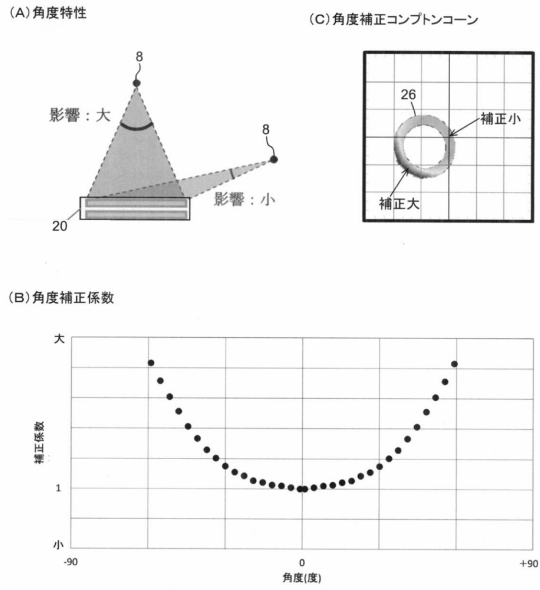 (A)角度特性
8
影響：大
8
影響：小
20
(C)角度補正コンプトンコーン
26
補正小
補正大
(B)角度補正係数
大
補正係数
1
小
-90
0
+90
角度(度)